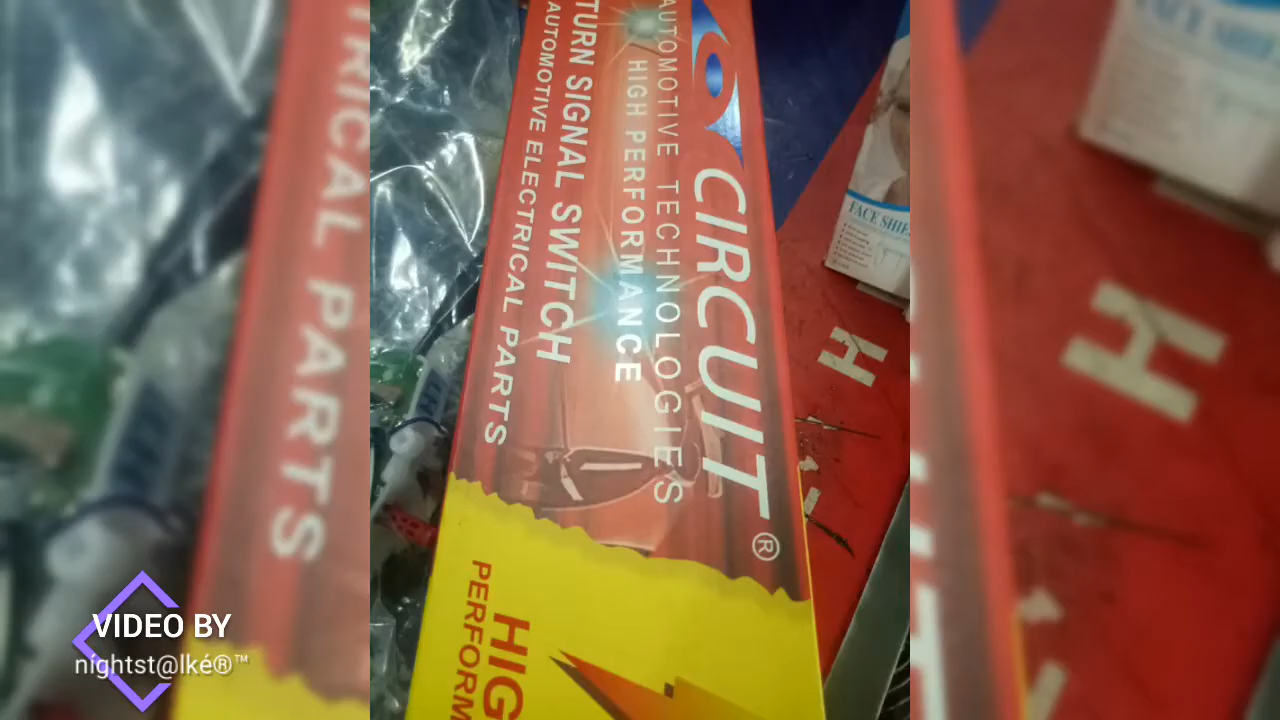 CIRCUIT®
AUTOMOTIVE TECHNOLOGIES
HIGH PERFORMANCE
TURN SIGNAL SWITCH
AUTOMOTIVE ELECTRICAL PARTS
HIG
PERFORM
FACE SHIE
H
TRICAL PARTS
H
VIDEO BY
nightst@lké®™